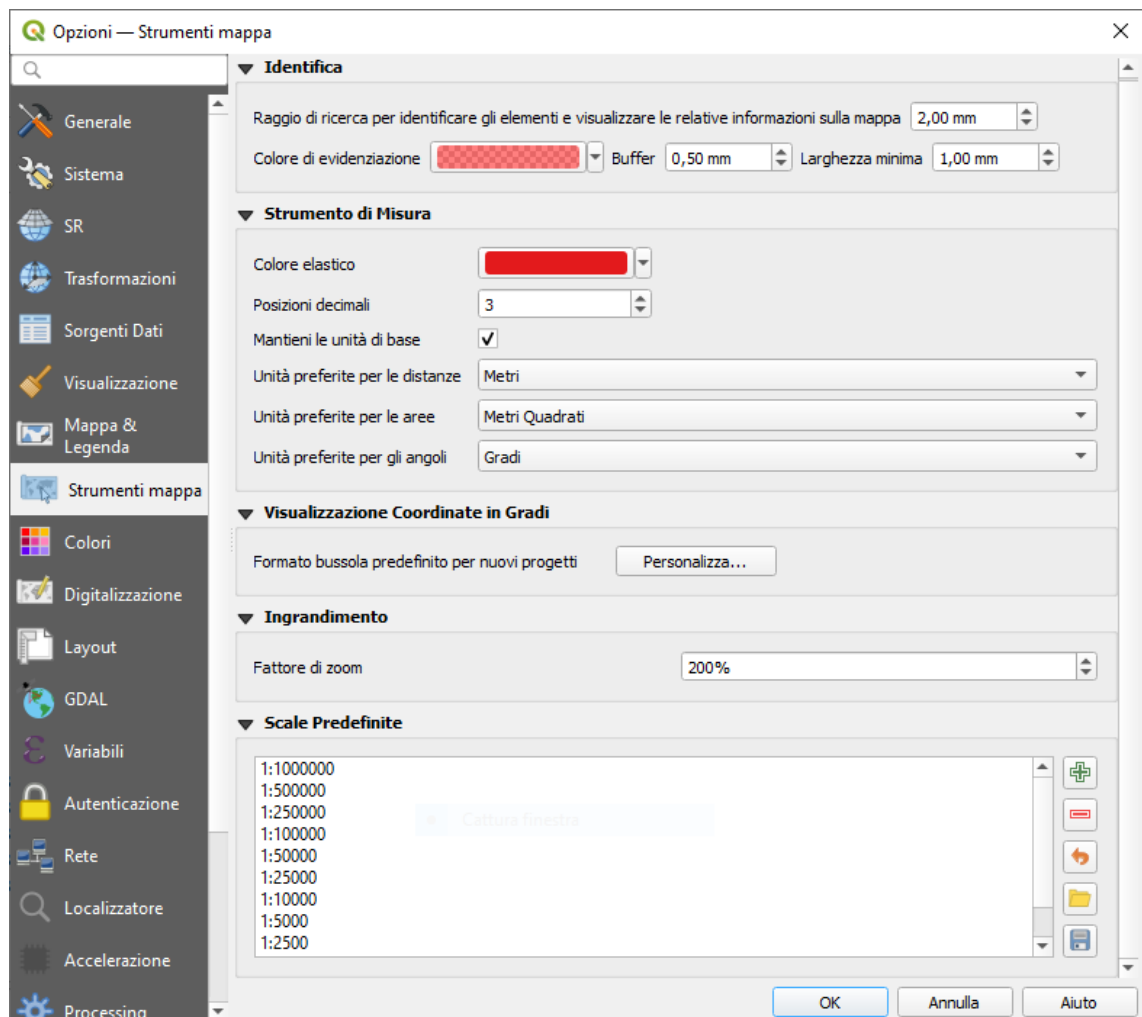 Opzioni — Strumenti mappa
Generale
Sistema
SR
Trasformazioni
Sorgenti Dati
Visualizzazione
Mappa &
Legenda
Strumenti mappa
Colori
Digitalizzazione
Layout
GDAL
Variabili
Autenticazione
Rete
Localizzatore
Accelerazione
Processing
Identifica
Raggio di ricerca per identificare gli elementi e visualizzare le relative informazioni sulla mappa 2,00 mm
Colore di evidenziazione Buffer 0,50 mm Larghezza minima 1,00 mm
Strumento di Misura
Colore elastico
Posizioni decimali 3
Mantieni le unità di base
Unità preferite per le distanze Metri
Unità preferite per le aree Metri Quadrati
Unità preferite per gli angoli Gradi
Visualizzazione Coordinate in Gradi
Formato bussola predefinito per nuovi progetti Personalizza...
Ingrandimento
Fattore di zoom 200%
Scale Predefinite
1:1000000
1:500000
1:250000
1:100000
1:50000
1:25000
1:10000
1:5000
1:2500
Cattura finestra
OK Annulla Aiuto